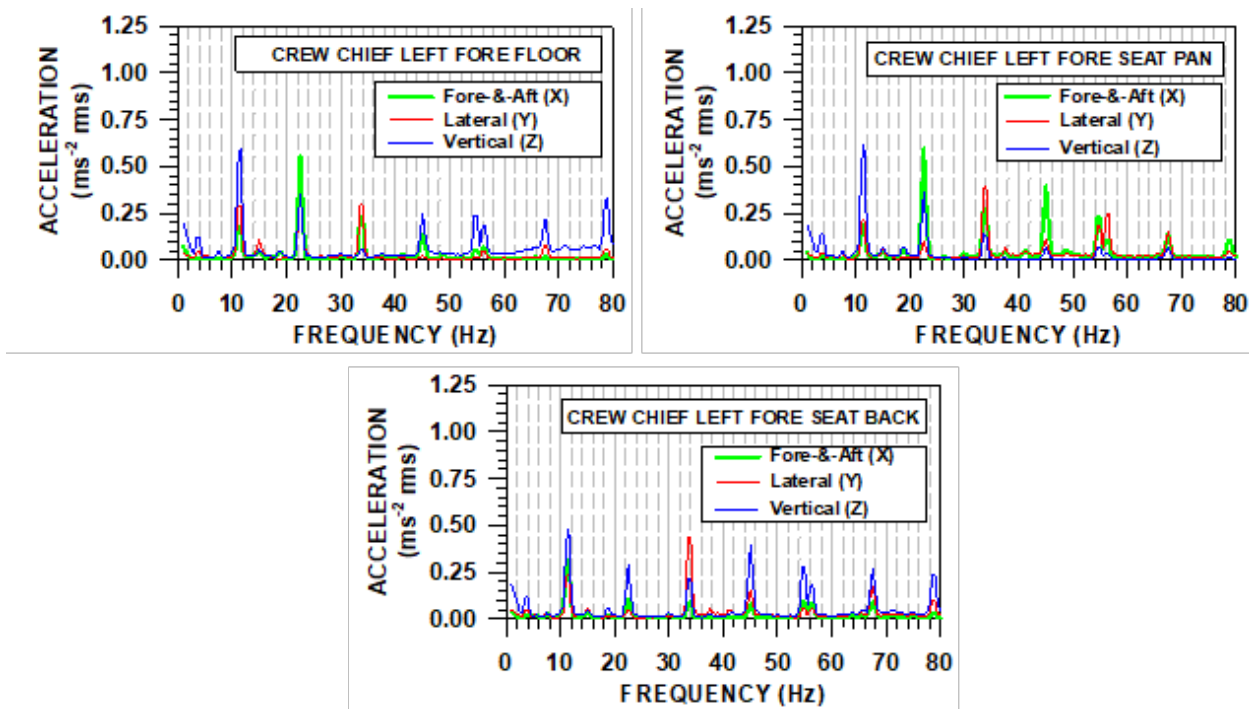 CREW CHIEF LEFT FORE FLOOR
Fore-&-Aft (X)
Lateral (Y)
Vertical (Z)
ACCELERATION
(ms-2 rms)
1.25
1.00
0.75
0.50
0.25
0.00
0 10 20 30 40 50 60 70 80
FREQUENCY (Hz)
CREW CHIEF LEFT FORE SEAT PAN
Fore-&-Aft (X)
Lateral (Y)
Vertical (Z)
ACCELERATION
(ms-2 rms)
1.25
1.00
0.75
0.50
0.25
0.00
0 10 20 30 40 50 60 70 80
FREQUENCY (Hz)
CREW CHIEF LEFT FORE SEAT BACK
Fore-&-Aft (X)
Lateral (Y)
Vertical (Z)
ACCELERATION
(ms-2 rms)
1.25
1.00
0.75
0.50
0.25
0.00
0 10 20 30 40 50 60 70 80
FREQUENCY (Hz)